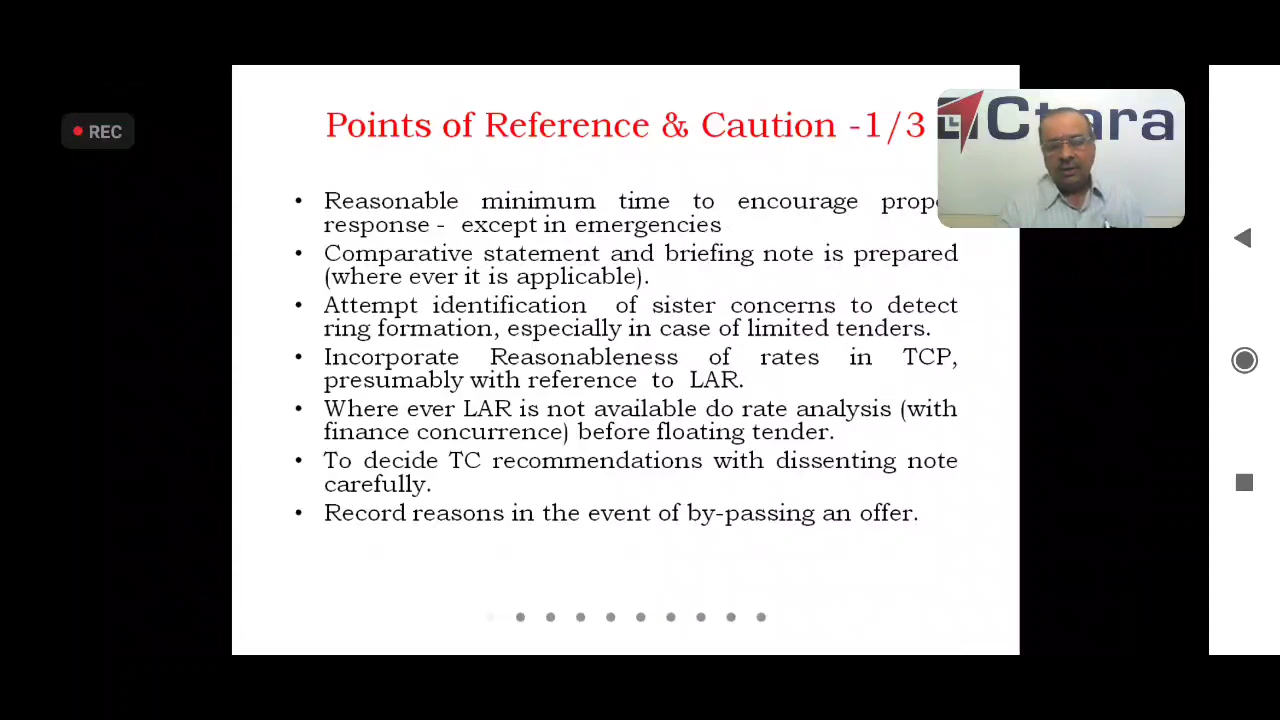 REC
Points of Reference & Caution -1/3
Reasonable minimum time to encourage
response - except in emergencies
Comparative statement and briefing note is prepared
(where ever it is applicable).
Attempt identification of sister concerns to detect
ring formation, especially in case of limited tenders.
Incorporate Reasonableness of rates in TCP,
presumably with reference to LAR.
Where ever LAR is not available do rate analysis (with
finance concurrence) before floating tender.
To decide TC recommendations with dissenting note
carefully.
Record reasons in the event of by-passing an offer.